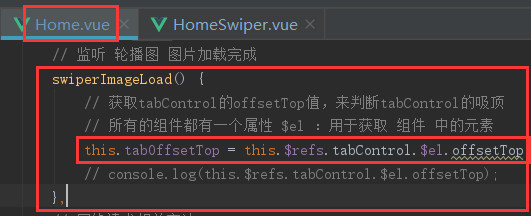 Home.vue HomeSwiper.vue
// 监听 轮播图 图片加载完成
swiperImageLoad() {
// 获取tabControl的offsetTop值，来判断tabControl的吸顶
// 所有的组件都有一个属性 $el : 用于获取 组件 中的元素
this.tabOffsetTop = this.$refs.tabControl.$el.offsetTop
// console.log(this.$refs.tabControl.$el.offsetTop);
},